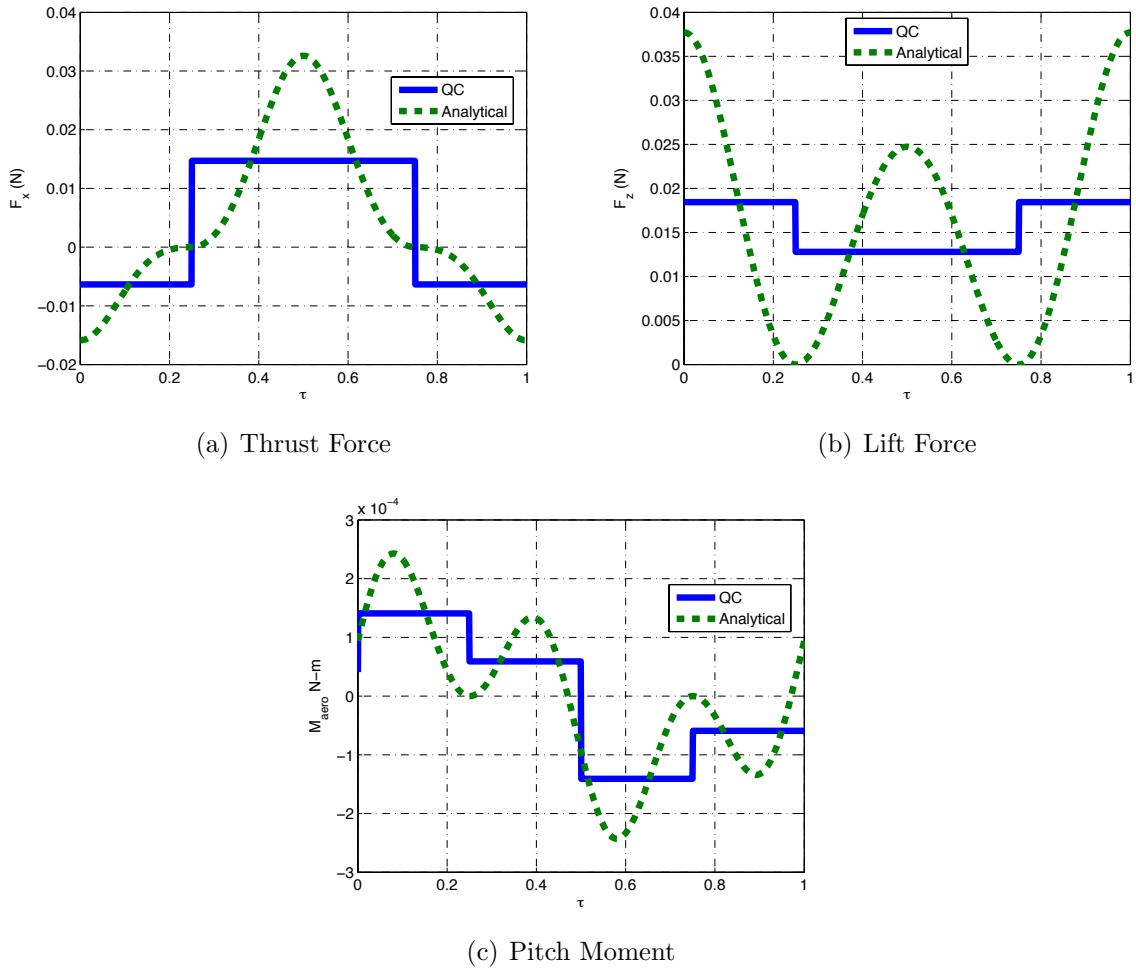 0.04
0.03
0.02
0.01
0
−0.01
−0.02
F_x (N)
QC
Analytical
0 0.2 0.4 0.6 0.8 1
τ
(a) Thrust Force
0.04
0.035
0.03
0.025
0.02
0.015
0.01
0.005
0
F_z (N)
QC
Analytical
0 0.2 0.4 0.6 0.8 1
τ
(b) Lift Force
x 10^−4
3
2
1
0
−1
−2
−3
M_aero N−m
QC
Analytical
0 0.2 0.4 0.6 0.8 1
τ
(c) Pitch Moment